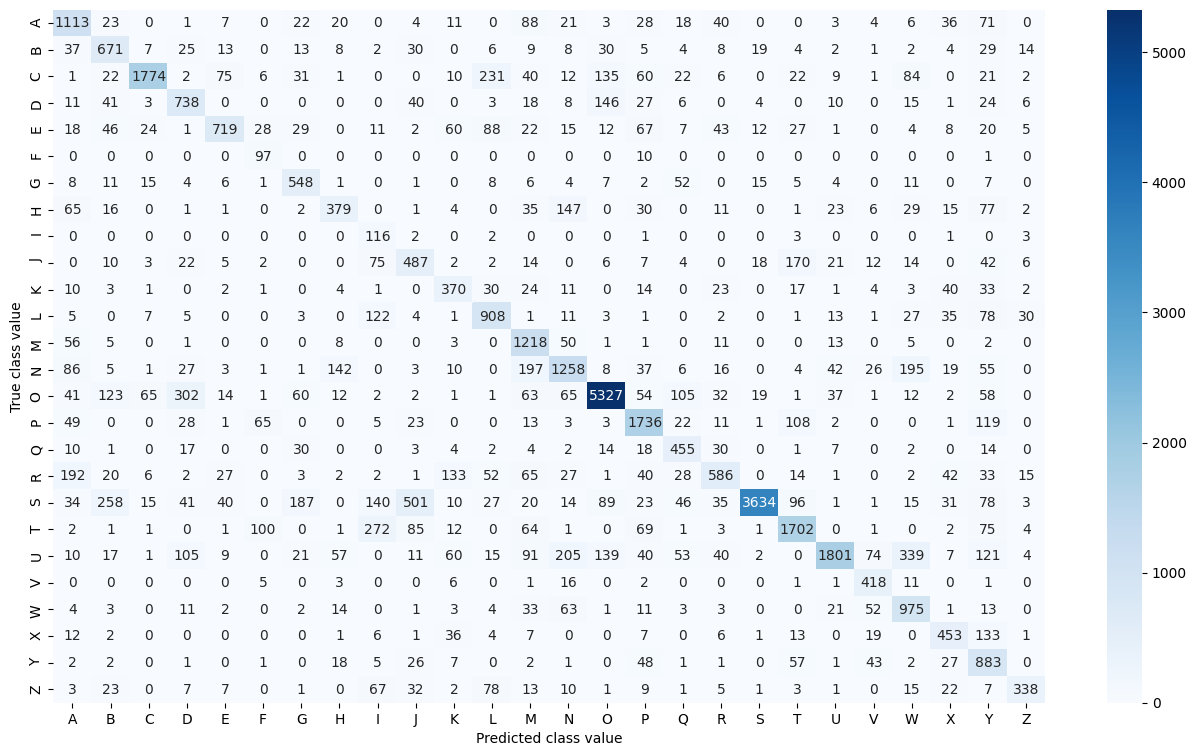 A 1113 23 0 1 7 0 22 20 0 4 11 0 88 21 3 28 18 40 0 0 3 4 6 36 71 0
B 37 671 7 25 13 0 13 8 2 30 0 6 9 8 30 5 4 8 19 4 2 1 2 4 29 14
C 1 22 1774 2 75 6 31 1 0 0 10 231 40 12 135 60 22 6 0 22 9 1 84 0 21 2
D 11 41 3 738 0 0 0 0 0 40 0 3 18 8 146 27 6 0 4 0 10 0 15 1 24 6
E 18 46 24 1 719 28 29 0 11 2 60 88 22 15 12 67 7 43 12 27 1 0 4 8 20 5
F 0 0 0 0 0 97 0 0 0 0 0 0 0 0 0 10 0 0 0 0 0 0 0 0 1 0
G 8 11 15 4 6 1 548 1 0 1 0 8 6 4 7 2 52 0 15 5 4 0 11 0 7 0
H 65 16 0 1 1 0 2 379 0 1 4 0 35 147 0 30 0 11 0 1 23 6 29 15 77 2
I 0 0 0 0 0 0 0 0 116 2 0 2 0 0 0 1 0 0 0 3 0 0 0 1 0 3
J 0 10 3 22 5 2 0 0 75 487 2 2 14 0 6 7 4 0 18 170 21 12 14 0 42 6
K 10 3 1 0 2 1 0 4 1 0 370 30 24 11 0 14 0 23 0 17 1 4 3 40 33 2
L 5 0 7 5 0 0 3 0 122 4 1 908 1 11 3 1 0 2 0 1 13 1 27 35 78 30
M 56 5 0 1 0 0 0 8 0 0 3 0 1218 50 1 1 0 11 0 0 13 0 5 0 2 0
N 86 5 1 27 3 1 1 142 0 3 10 0 197 1258 8 37 6 16 0 4 42 26 195 19 55 0
O 41 123 65 302 14 1 60 12 2 2 1 1 63 65 5327 54 105 32 19 1 37 1 12 2 58 0
P 49 0 0 28 1 65 0 0 5 23 0 0 13 3 3 1736 22 11 1 108 2 0 0 1 119 0
Q 10 1 0 17 0 0 30 0 0 3 4 2 4 2 14 18 455 30 0 1 7 0 2 0 14 0
R 192 20 6 2 27 0 3 2 2 1 133 52 65 27 1 40 28 586 0 14 1 0 2 42 33 15
S 34 258 15 41 40 0 187 0 140 501 10 27 20 14 89 23 46 35 3634 96 1 1 15 31 78 3
T 2 1 1 0 1 100 0 1 272 85 12 0 64 1 0 69 1 3 1 1702 0 1 0 2 75 4
U 10 17 1 105 9 0 21 57 0 11 60 15 91 205 139 40 53 40 2 0 1801 74 339 7 121 4
V 0 0 0 0 0 5 0 3 0 0 6 0 1 16 0 2 0 0 0 1 1 418 11 0 1 0
W 4 3 0 11 2 0 2 14 0 1 3 4 33 63 1 11 3 3 0 0 21 52 975 1 13 0
X 12 2 0 0 0 0 0 1 6 1 36 4 7 0 0 7 0 6 1 13 0 19 0 453 133 1
Y 2 2 0 1 0 1 0 18 5 26 7 0 2 1 0 48 1 1 0 57 1 43 2 27 883 0
Z 3 23 0 7 7 0 1 0 67 32 2 78 13 10 1 9 1 5 1 3 1 0 15 22 7 338
A B C D E F G H I J K L M N O P Q R S T U V W X Y Z
Predicted class value
True class value
5000
4000
3000
2000
1000
0